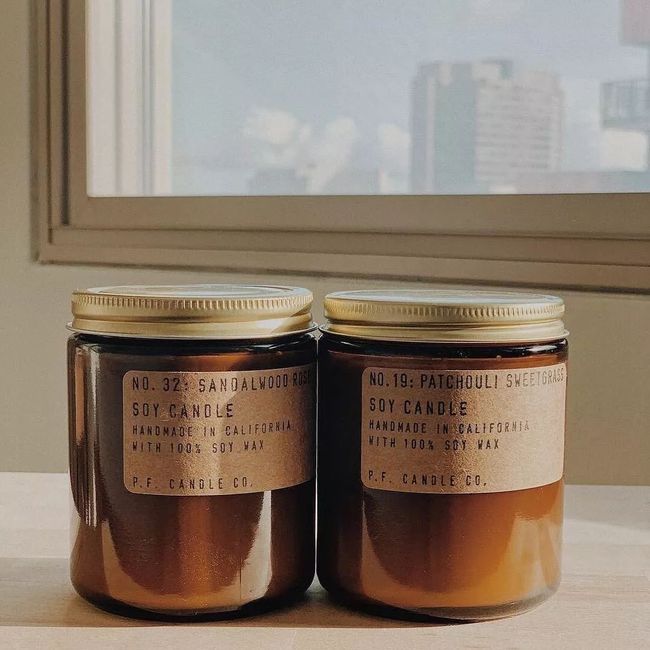 NO. 32: SANDALWOOD ROSE
SOY CANDLE
HANDMADE IN CALIFORNIA
WITH 100% SOY WAX
P.F. CANDLE CO.
NO. 19: PATCHOULI SWEETGRASS
SOY CANDLE
HANDMADE IN CALIFORNIA
WITH 100% SOY WAX
P.F. CANDLE CO.